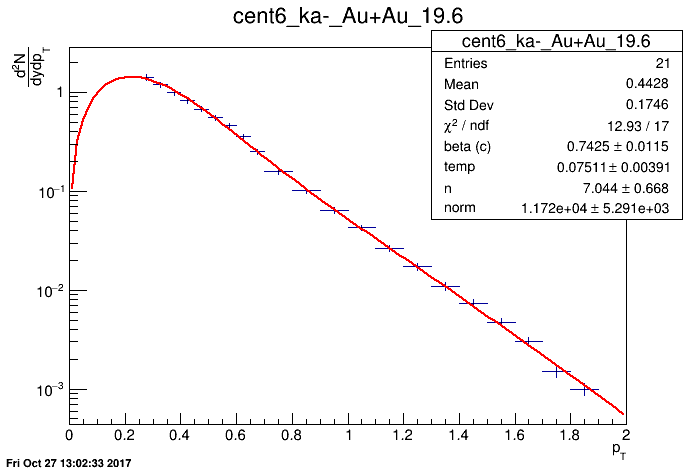 cent6_ka-_Au+Au_19.6
cent6_ka-_Au+Au_19.6
Entries 21
Mean 0.4428
Std Dev 0.1746
χ² / ndf 12.93 / 17
beta (c) 0.7425 ± 0.0115
temp 0.07511 ± 0.00391
n 7.044 ± 0.668
norm 1.172e+04 ± 5.291e+03
d²N
dydp_T
1
10⁻¹
10⁻²
10⁻³
0 0.2 0.4 0.6 0.8 1 1.2 1.4 1.6 1.8 2
p_T
Fri Oct 27 13:02:33 2017